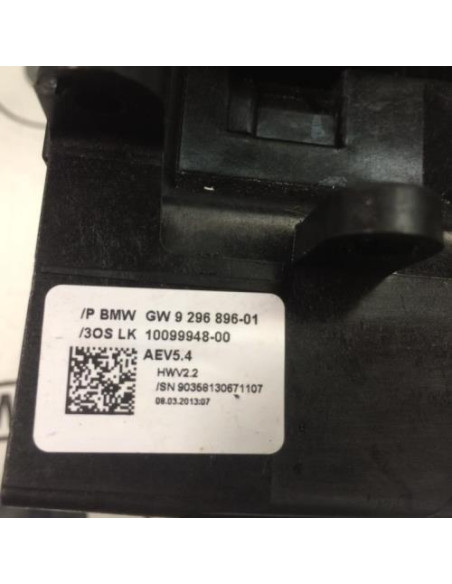 /P BMW GW 9 296 896-01
/3OS LK 10099948-00
AEV5.4
HWV2.2
/SN 90358130671107
08.03.2013:07